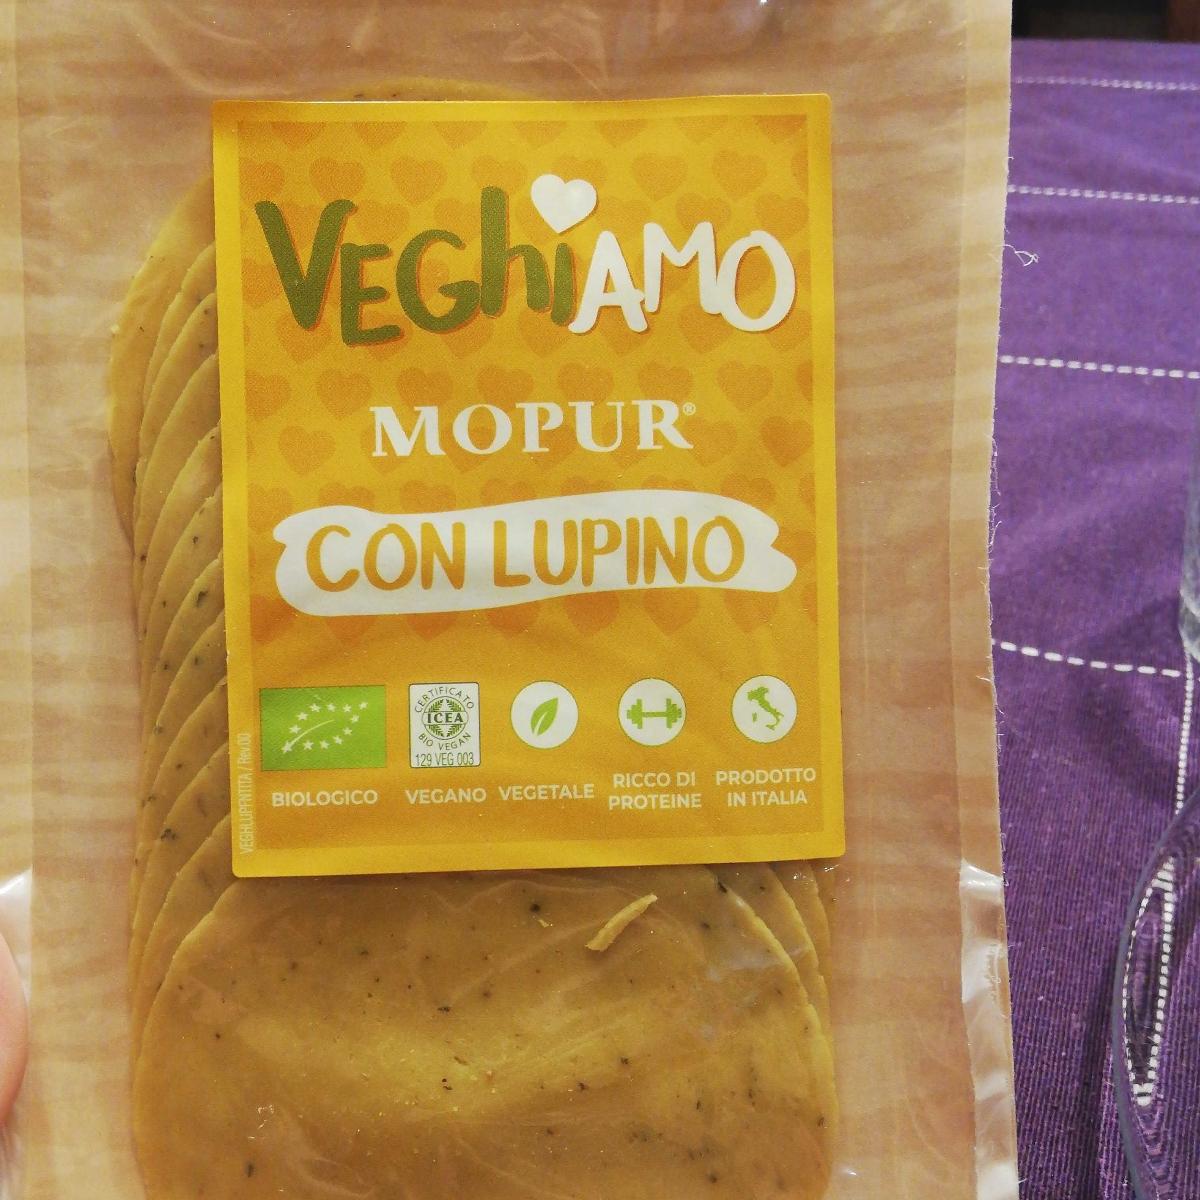 VEGhiAMO
MOPUR®
CON LUPINO
CERTIFICATO
ICEA
BIO VEGAN
129 VEG 003
BIOLOGICO
VEGANO
VEGETALE
RICCO DI
PROTEINE
PRODOTTO
IN ITALIA